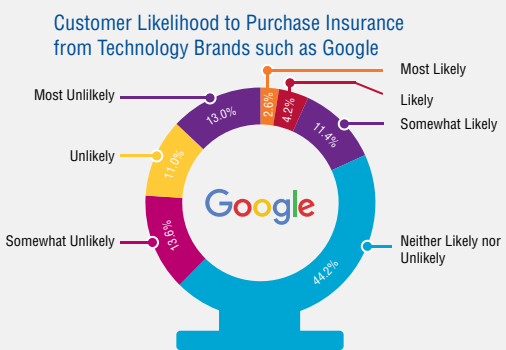 Customer Likelihood to Purchase Insurance
from Technology Brands such as Google
Most Likely
Most Unlilkely
Likely
Somewhat Likely
Unlikely
Somewhat Unlikely
Neither Likely nor
Unlikely
2.6%
4.2%
11.4%
44.2%
13.6%
11.0%
13.0%
Google